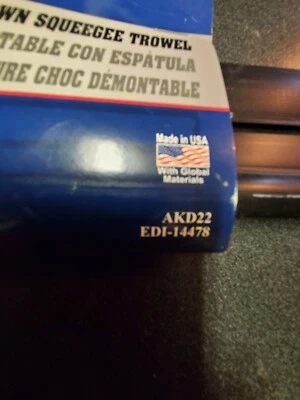 WN SQUEEGEE TROWEL
TABLE CON ESPÁTULA
URE CHOC DÉMONTABLE
Made in USA
With Global
Materials
AKD22
EDI-14478